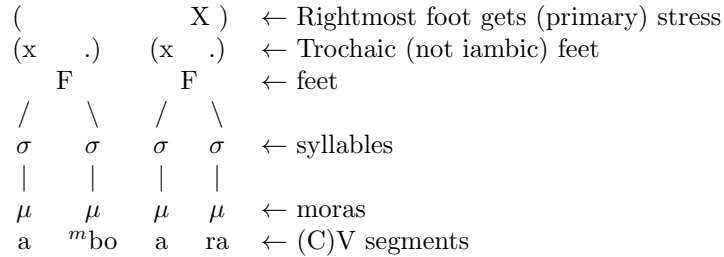 ( X ) ← Rightmost foot gets (primary) stress
(x .) (x .) ← Trochaic (not iambic) feet
F F ← feet
/ \ / \
σ σ σ σ ← syllables
| | | |
μ μ μ μ ← moras
a ᵐbo a ra ← (C)V segments